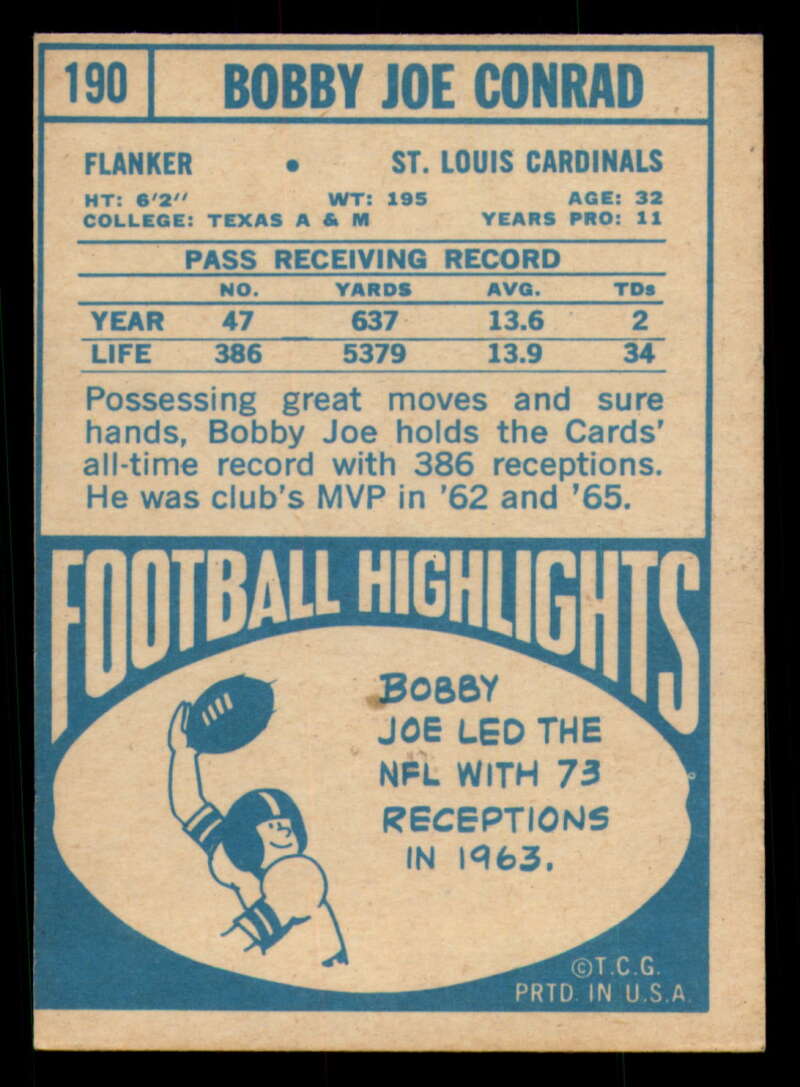 190 BOBBY JOE CONRAD
FLANKER • ST. LOUIS CARDINALS
HT: 6'2" WT: 195 AGE: 32
COLLEGE: TEXAS A & M YEARS PRO: 11
PASS RECEIVING RECORD
NO. YARDS AVG. TDs
YEAR 47 637 13.6 2
LIFE 386 5379 13.9 34
Possessing great moves and sure
hands, Bobby Joe holds the Cards'
all-time record with 386 receptions.
He was club's MVP in '62 and '65.
FOOTBALL HIGHLIGHTS
BOBBY
JOE LED THE
NFL WITH 73
RECEPTIONS
IN 1963.
©T.C.G.
PRTD. IN U.S.A.